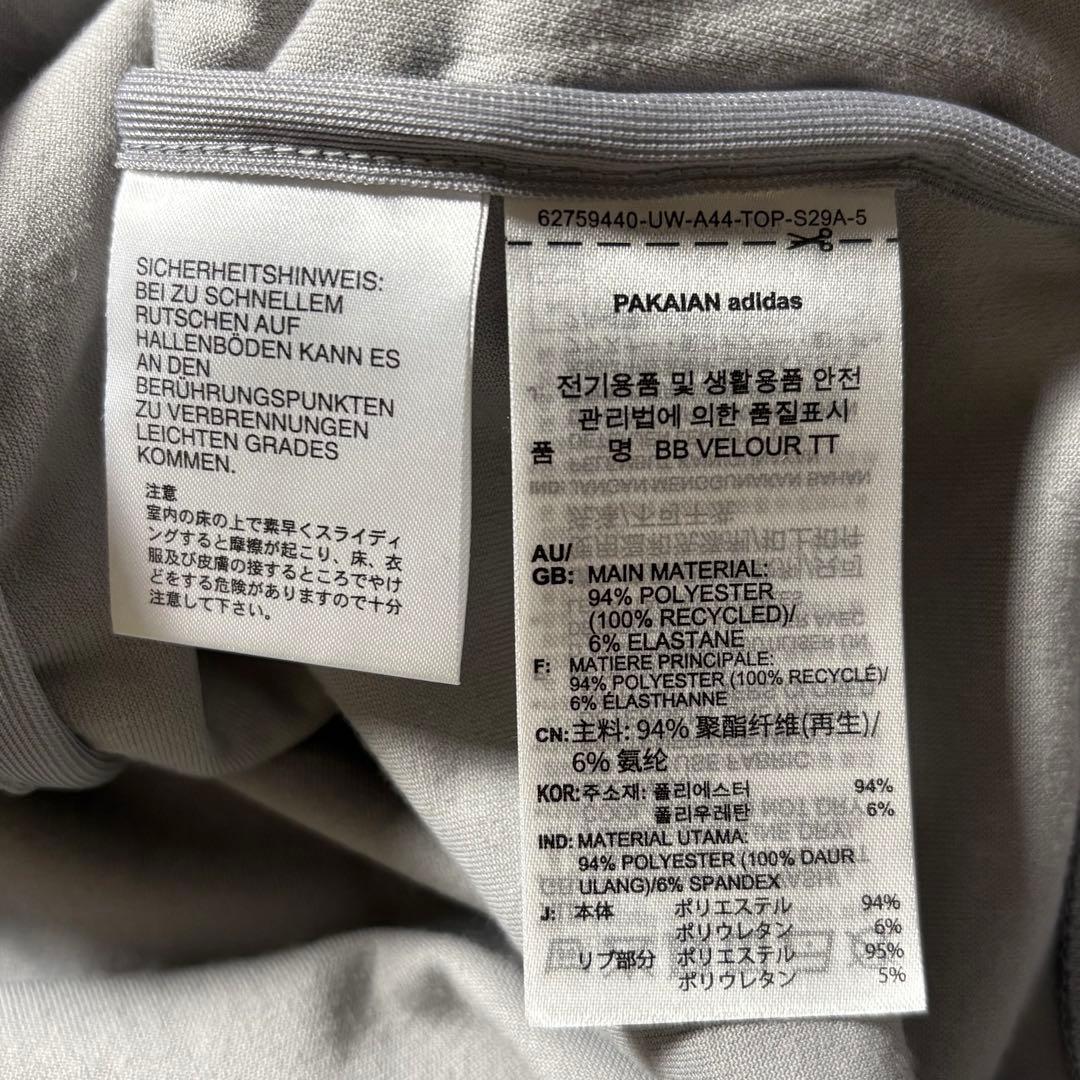 SICHERHEITSHINWEIS:
BEI ZU SCHNELLEM
RUTSCHEN AUF
HALLENBÖDEN KANN ES
AN DEN
BERÜHRUNGSPUNKTEN
ZU VERBRENNUNGEN
LEICHTEN GRADES
KOMMEN.
注意
室内の床の上で素早くスライディ
ングすると摩擦が起こり、床、衣
服及び皮膚の接するところでやけ
どをする危険がありますので十分
注意して下さい。
62759440-UW-A44-TOP-S29A-5
PAKAIAN adidas
전기용품 및 생활용품 안전
관리법에 의한 품질표시
품 명 BB VELOUR TT
AU/
GB: MAIN MATERIAL:
94% POLYESTER
(100% RECYCLED)/
6% ELASTANE
F: MATIERE PRINCIPALE:
94% POLYESTER (100% RECYCLÉ)/
6% ÉLASTHANNE
CN: 主料: 94% 聚酯纤维(再生)/
6% 氨纶
KOR: 주소재: 폴리에스터 94%
폴리우레탄 6%
IND: MATERIAL UTAMA:
94% POLYESTER (100% DAUR
ULANG)/6% SPANDEX
J: 本体 ポリエステル 94%
ポリウレタン 6%
リブ部分 ポリエステル 95%
ポリウレタン 5%